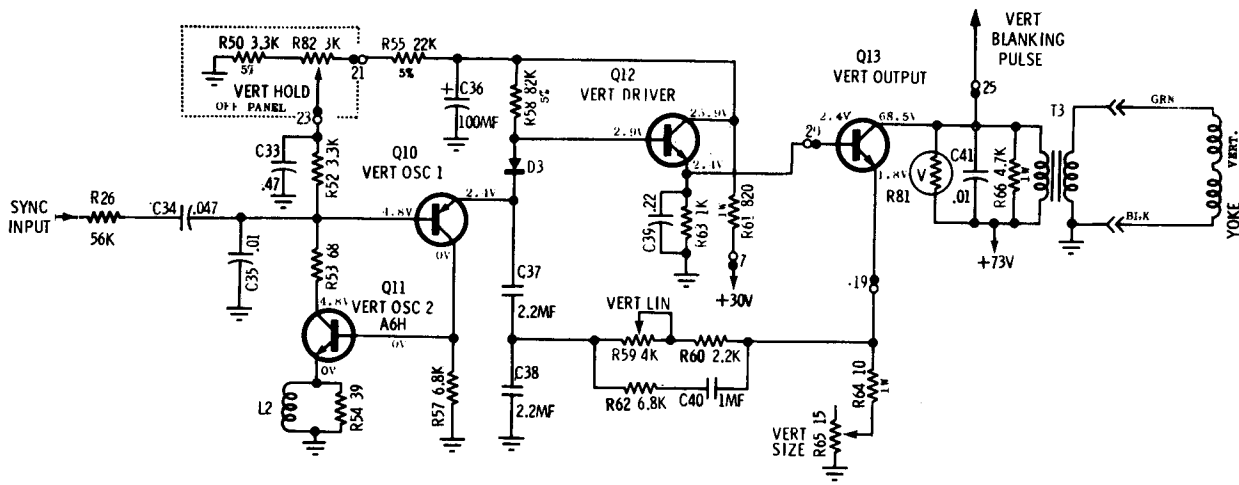 VERT
BLANKING
PULSE
25
R50 3.3K
5%
R82 3K
21
R55 22K
5%
VERT HOLD
OFF PANEL
23
+ C36
100MF
R58 82K
5%
Q12
VERT DRIVER
25.9V
2.9V
2.4V
Q13
VERT OUTPUT
2.4V
68.5V
1.8V
V
R81
C41
.01
R66 4.7K
1W
T3
GRN
BLK
VERT.
YOKE
+73V
C33
.47
R52 3.3K
Q10
VERT OSC 1
D3
2.4V
4.8V
0V
SYNC
INPUT
R26
56K
C34
.047
C35 .01
R53 68
Q11
VERT OSC 2
A6H
4.8V
0V
0V
L2
R54 39
R57 6.8K
C37
2.2MF
C38
2.2MF
C39 .22
R63 1K
R61 820
1W
7
+30V
VERT LIN
R59 4K
R60 2.2K
R62 6.8K
C40
1MF
.19
R64 10
1W
VERT
SIZE
R65 15